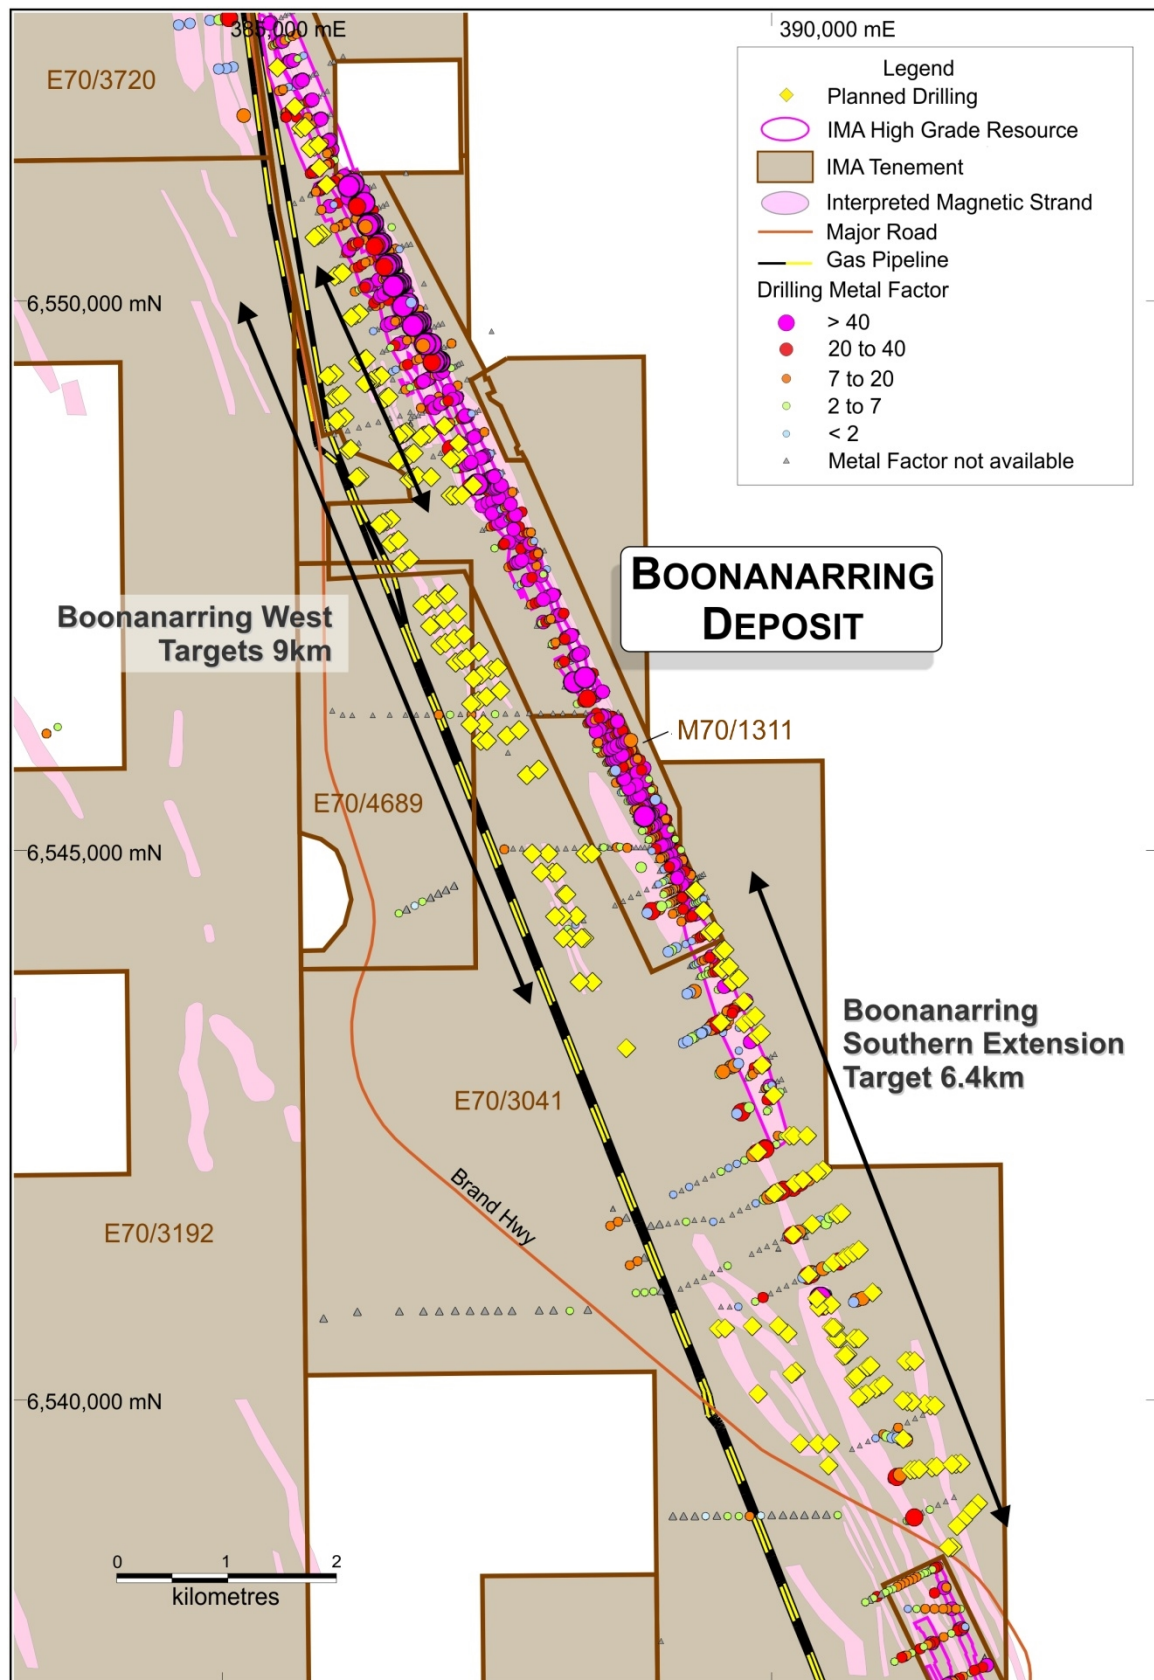 385,000 mE
390,000 mE
E70/3720
Legend
Planned Drilling
IMA High Grade Resource
IMA Tenement
Interpreted Magnetic Strand
Major Road
Gas Pipeline
Drilling Metal Factor
> 40
20 to 40
7 to 20
2 to 7
< 2
Metal Factor not available
6,550,000 mN
BOONANARRING
DEPOSIT
Boonanarring West
Targets 9km
M70/1311
E70/4689
6,545,000 mN
Boonanarring
Southern Extension
Target 6.4km
E70/3041
Brand Hwy
E70/3192
6,540,000 mN
0 1 2
kilometres